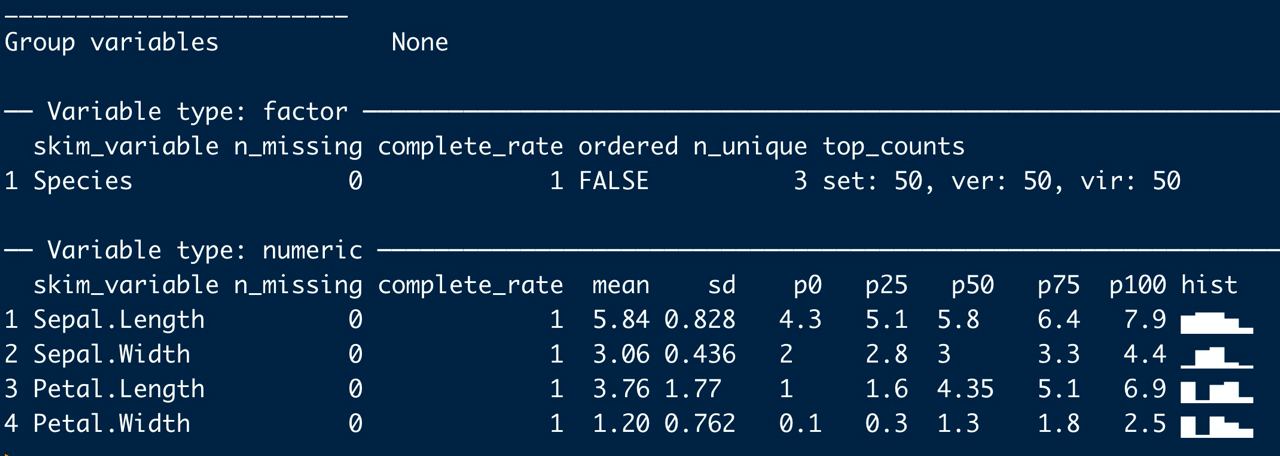 ────────────────────────
Group variables            None

── Variable type: factor ────────────────────────────────────────────────────────────────
  skim_variable n_missing complete_rate ordered n_unique top_counts
1 Species               0             1 FALSE          3 set: 50, ver: 50, vir: 50

── Variable type: numeric ───────────────────────────────────────────────────────────────
  skim_variable n_missing complete_rate  mean    sd    p0   p25   p50   p75  p100 hist
1 Sepal.Length          0             1  5.84 0.828   4.3   5.1  5.8    6.4   7.9 ▆▇▇▅▂
2 Sepal.Width           0             1  3.06 0.436   2     2.8  3      3.3   4.4 ▁▆▇▂▁
3 Petal.Length          0             1  3.76 1.77    1     1.6  4.35   5.1   6.9 ▇▁▆▇▂
4 Petal.Width           0             1  1.20 0.762   0.1   0.3  1.3    1.8   2.5 ▇▁▇▅▃